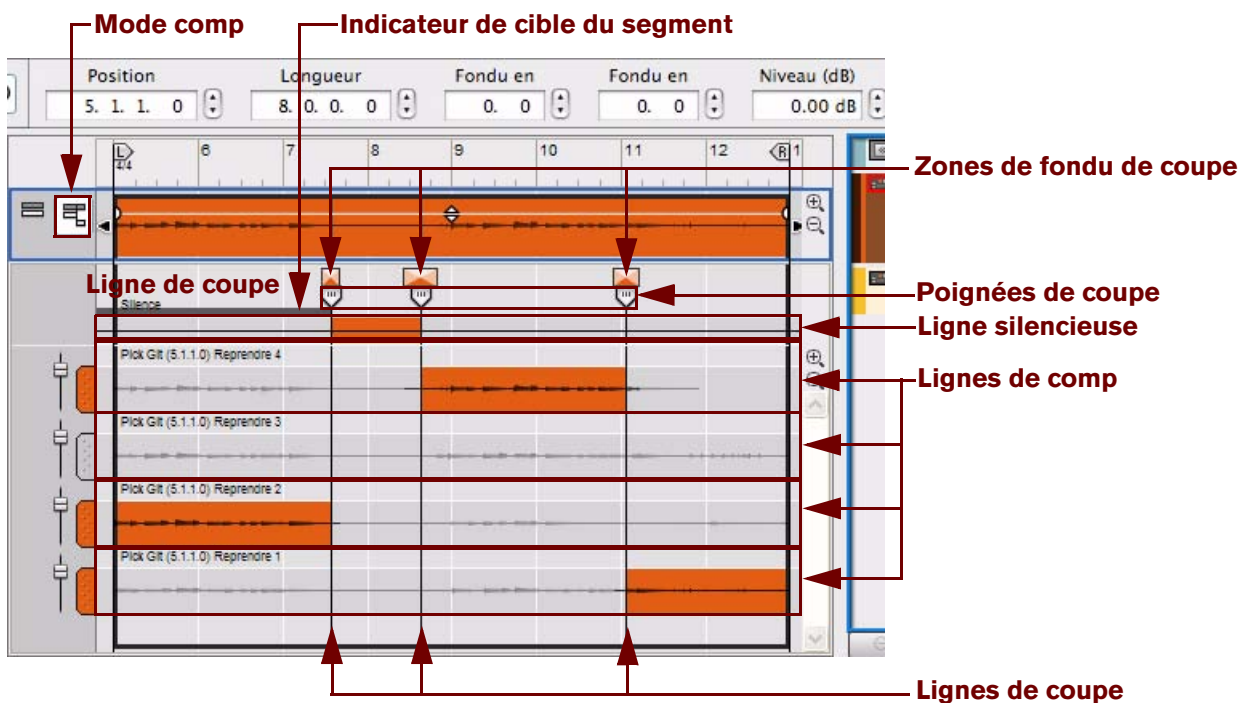 Mode comp
Indicateur de cible du segment
Position
Longueur
Fondu en
Fondu en
Niveau (dB)
5. 1. 1. 0
8. 0. 0. 0
0. 0
0. 0
0.00 dB
L
6
7
8
9
10
11
12
R
1
4/4
Zones de fondu de coupe
Ligne de coupe
Silence
Poignées de coupe
Ligne silencieuse
Pick Git (5.1.1.0) Reprendre 4
Lignes de comp
Pick Git (5.1.1.0) Reprendre 3
Pick Git (5.1.1.0) Reprendre 2
Pick Git (5.1.1.0) Reprendre 1
Lignes de coupe